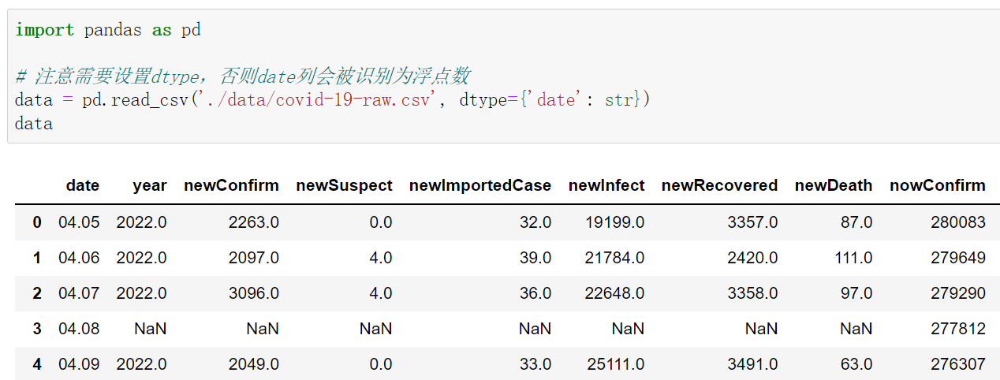 import pandas as pd
# 注意需要设置dtype，否则date列会被识别为浮点数
data = pd.read_csv('./data/covid-19-raw.csv', dtype={'date': str})
data
date year newConfirm newSuspect newImportedCase newInfect newRecovered newDeath nowConfirm
0 04.05 2022.0 2263.0 0.0 32.0 19199.0 3357.0 87.0 280083
1 04.06 2022.0 2097.0 4.0 39.0 21784.0 2420.0 111.0 279649
2 04.07 2022.0 3096.0 4.0 36.0 22648.0 3358.0 97.0 279290
3 04.08 NaN NaN NaN NaN NaN NaN NaN 277812
4 04.09 2022.0 2049.0 0.0 33.0 25111.0 3491.0 63.0 276307